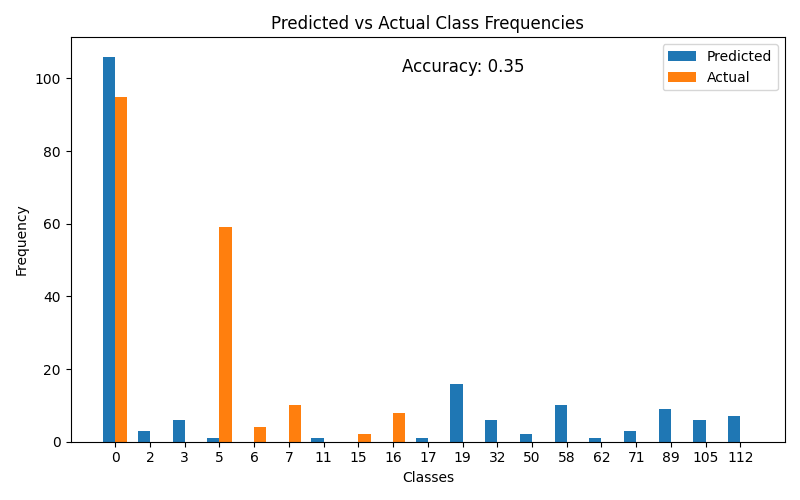 Predicted vs Actual Class Frequencies
Accuracy: 0.35
Predicted
Actual
Frequency
100
80
60
40
20
0
0 2 3 5 6 7 11 15 16 17 19 32 50 58 62 71 89 105 112
Classes